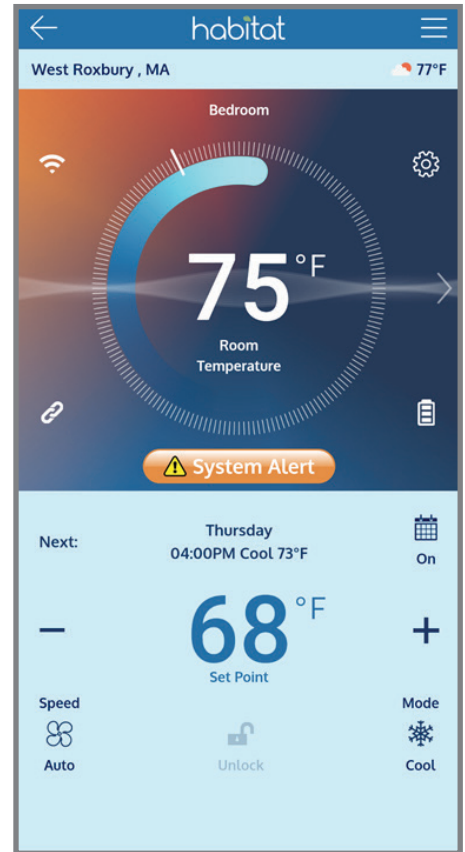 habitat
West Roxbury , MA
77°F
Bedroom
75°F
Room
Temperature
System Alert
Next:
Thursday
04:00PM Cool 73°F
On
− 68°F +
Set Point
Speed
Mode
Auto
Unlock
Cool